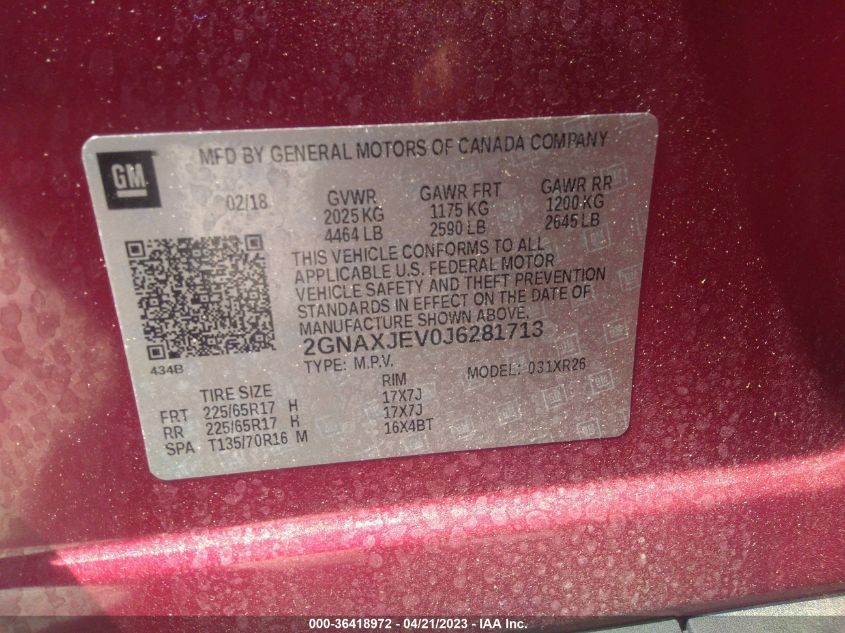 GM
MFD BY GENERAL MOTORS OF CANADA COMPANY
02/18 GVWR GAWR FRT GAWR RR
2025 KG 1175 KG 1200 KG
4464 LB 2590 LB 2645 LB
THIS VEHICLE CONFORMS TO ALL
APPLICABLE U.S. FEDERAL MOTOR
VEHICLE SAFETY AND THEFT PREVENTION
STANDARDS IN EFFECT ON THE DATE OF
MANUFACTURE SHOWN ABOVE.
2GNAXJEV0J6281713
434B
TYPE: M.P.V. MODEL: 031XR26
TIRE SIZE RIM
FRT 225/65R17 H 17X7J
RR 225/65R17 H 17X7J
SPA T135/70R16 M 16X4BT
000-36418972 - 04/21/2023 - IAA Inc.